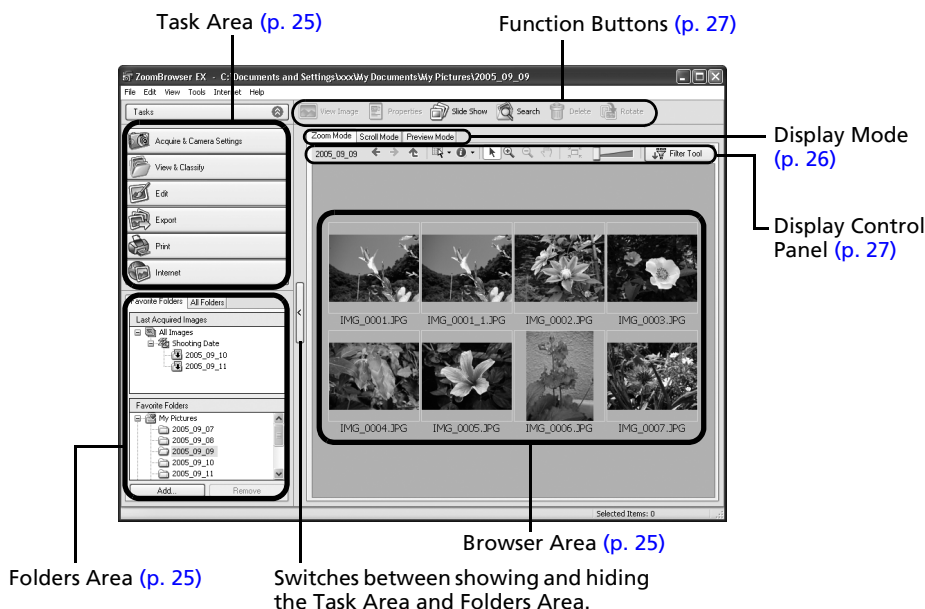 Task Area (p. 25)
Function Buttons (p. 27)
ZoomBrowser EX - C:\Documents and Settings\xxx\My Documents\My Pictures\2005_09_09
File Edit View Tools Internet Help
Tasks
View Image Properties Slide Show Search Delete Rotate
Zoom Mode Scroll Mode Preview Mode
Display Mode
(p. 26)
2005_09_09 Filter Tool
Acquire & Camera Settings
View & Classify
Edit
Export
Print
Internet
Display Control
Panel (p. 27)
Favorite Folders All Folders
Last Acquired Images
All Images
Shooting Date
2005_09_10
2005_09_11
IMG_0001.JPG IMG_0001_1.JPG IMG_0002.JPG IMG_0003.JPG
Favorite Folders
My Pictures
2005_09_07
2005_09_08
2005_09_09
2005_09_10
2005_09_11
IMG_0004.JPG IMG_0005.JPG IMG_0006.JPG IMG_0007.JPG
Add... Remove
Selected Items: 0
Browser Area (p. 25)
Folders Area (p. 25)
Switches between showing and hiding
the Task Area and Folders Area.